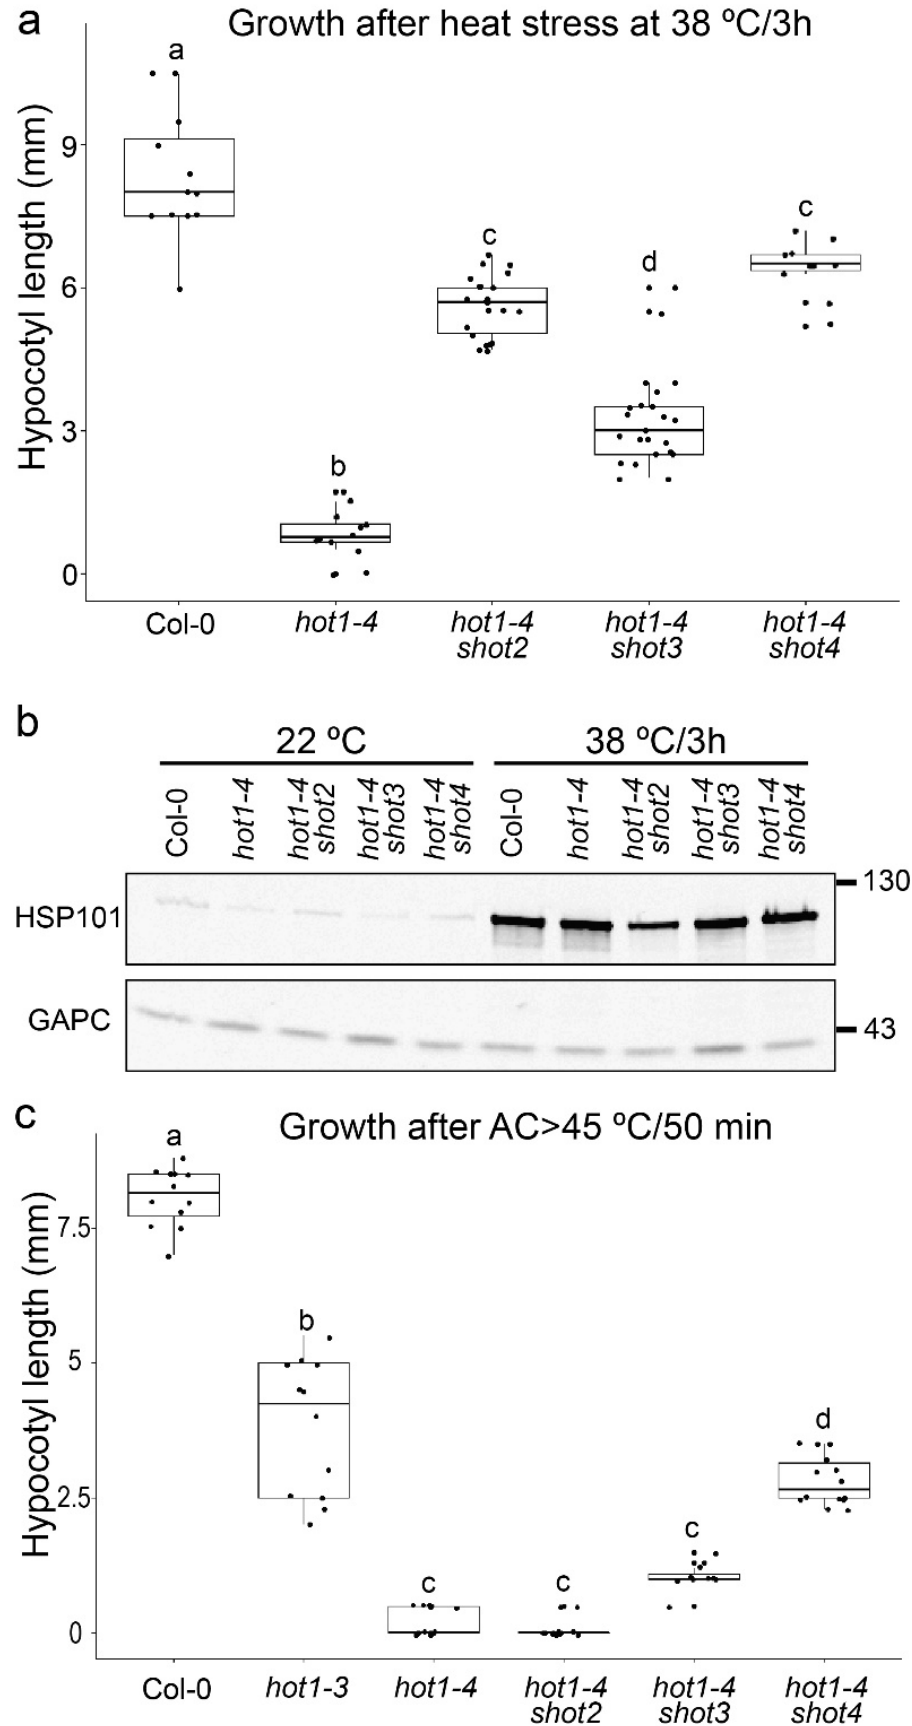 a
Growth after heat stress at 38 ºC/3h
Hypocotyl length (mm)
9
6
3
0
a
b
c
d
c
Col-0
hot1-4
hot1-4 shot2
hot1-4 shot3
hot1-4 shot4
b
22 ºC
38 ºC/3h
Col-0
hot1-4
hot1-4 shot2
hot1-4 shot3
hot1-4 shot4
Col-0
hot1-4
hot1-4 shot2
hot1-4 shot3
hot1-4 shot4
HSP101
130
GAPC
43
c
Growth after AC>45 ºC/50 min
Hypocotyl length (mm)
7.5
5
2.5
0
a
b
c
c
c
d
Col-0
hot1-3
hot1-4
hot1-4 shot2
hot1-4 shot3
hot1-4 shot4